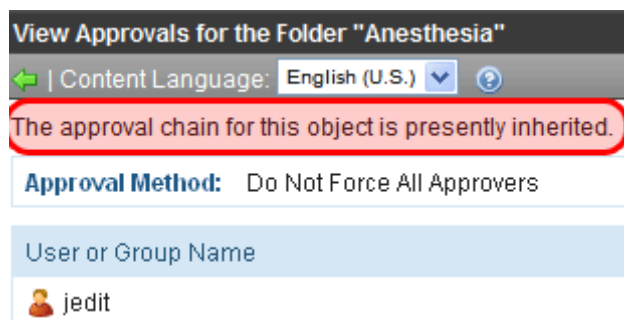 View Approvals for the Folder "Anesthesia"
| Content Language: English (U.S.)
The approval chain for this object is presently inherited.
Approval Method: Do Not Force All Approvers
User or Group Name
jedit